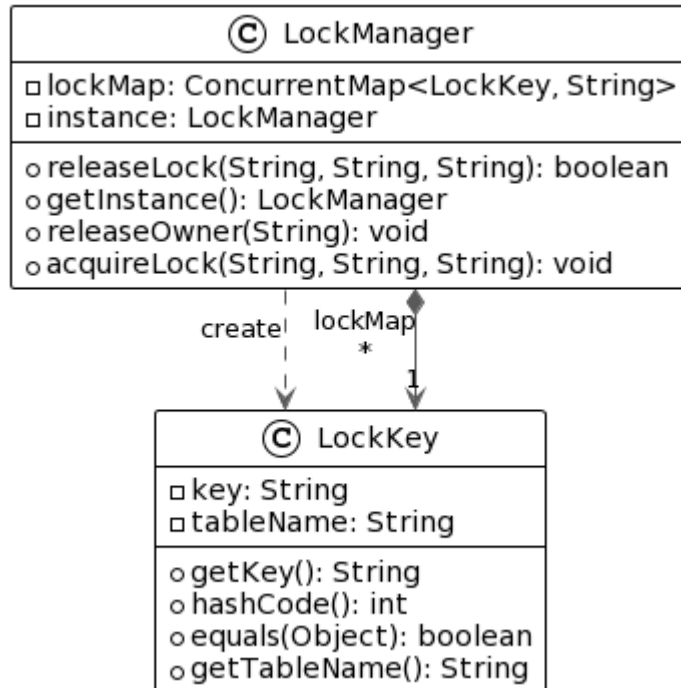 C LockManager
lockMap: ConcurrentMap<LockKey, String>
instance: LockManager
releaseLock(String, String, String): boolean
getInstance(): LockManager
releaseOwner(String): void
acquireLock(String, String, String): void
create
lockMap
*
1
C LockKey
key: String
tableName: String
getKey(): String
hashCode(): int
equals(Object): boolean
getTableName(): String